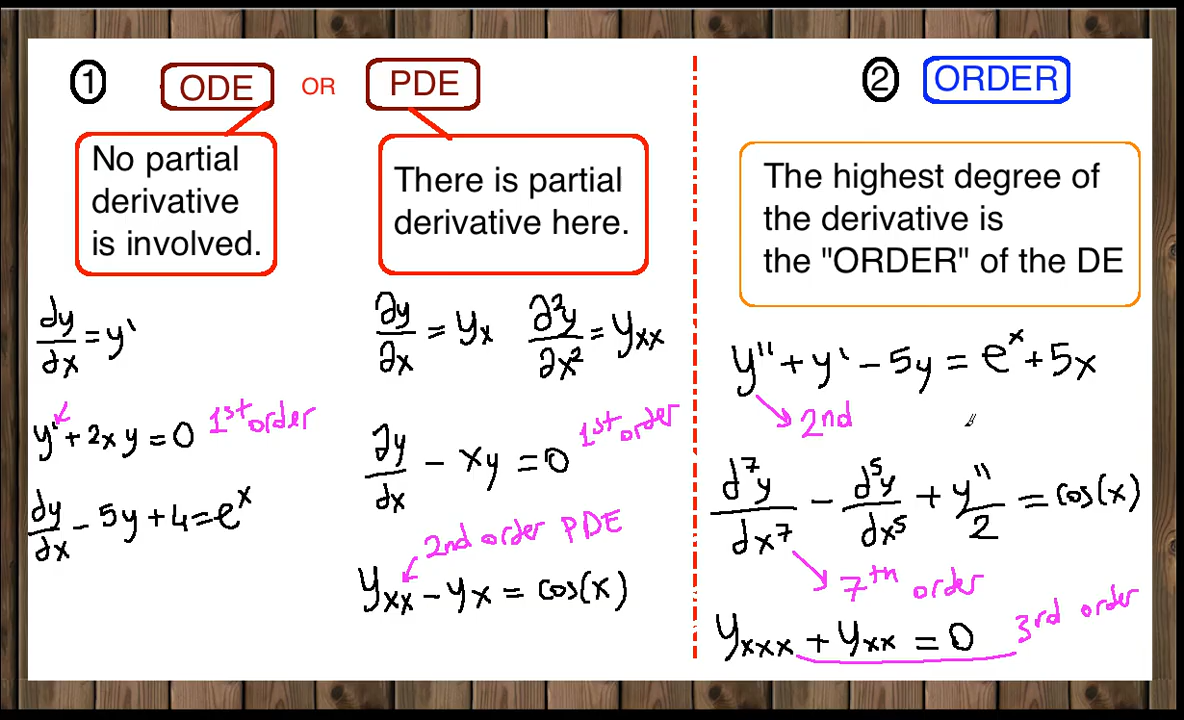 ① ODE OR PDE
No partial
derivative
is involved.
There is partial
derivative here.
dy/dx = y'
∂y/∂x = yₓ   ∂²y/∂x² = yₓₓ
y' + 2xy = 0   1st order
∂y/dx - xy = 0   1st order
dy/dx - 5y + 4 = eˣ
2nd order PDE
yₓₓ - yₓ = cos(x)
② ORDER
The highest degree of
the derivative is
the "ORDER" of the DE
y'' + y' - 5y = eˣ + 5x
2nd
d⁷y/dx⁷ - d⁵y/dx⁵ + y''/2 = cos(x)
7th order
yₓₓₓ + yₓₓ = 0   3rd order